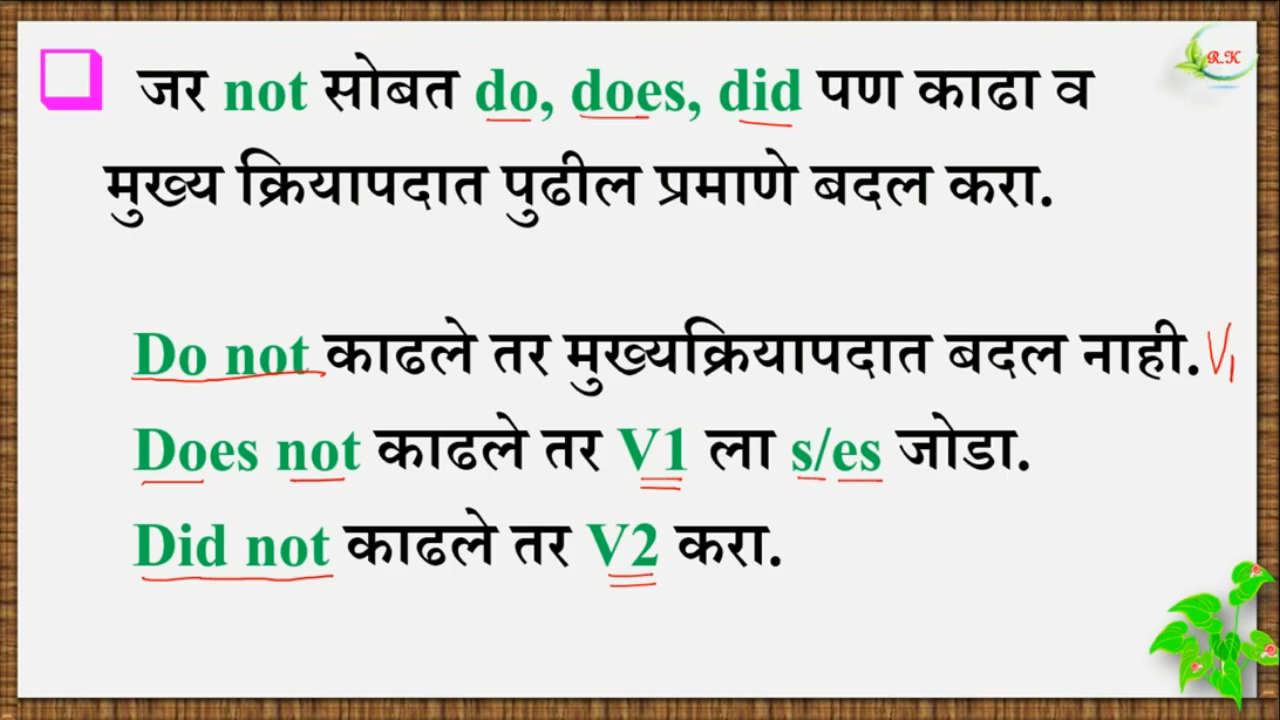 R.K
जर not सोबत do, does, did पण काढा व
मुख्य क्रियापदात पुढील प्रमाणे बदल करा.
Do not काढले तर मुख्यक्रियापदात बदल नाही. V1
Does not काढले तर V1 ला s/es जोडा.
Did not काढले तर V2 करा.